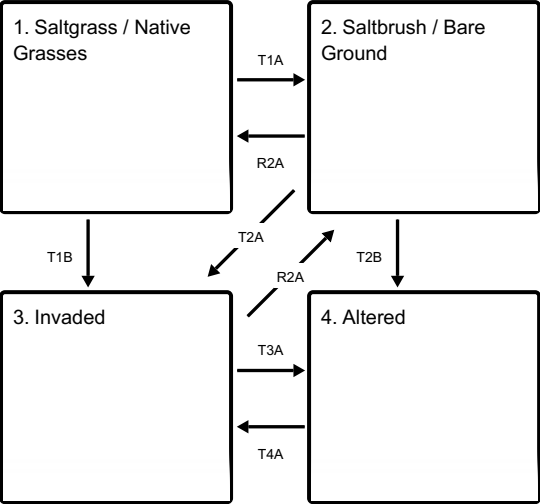 1. Saltgrass / Native
Grasses
2. Saltbrush / Bare
Ground
T1A
R2A
T1B
T2A
R2A
T2B
3. Invaded
4. Altered
T3A
T4A